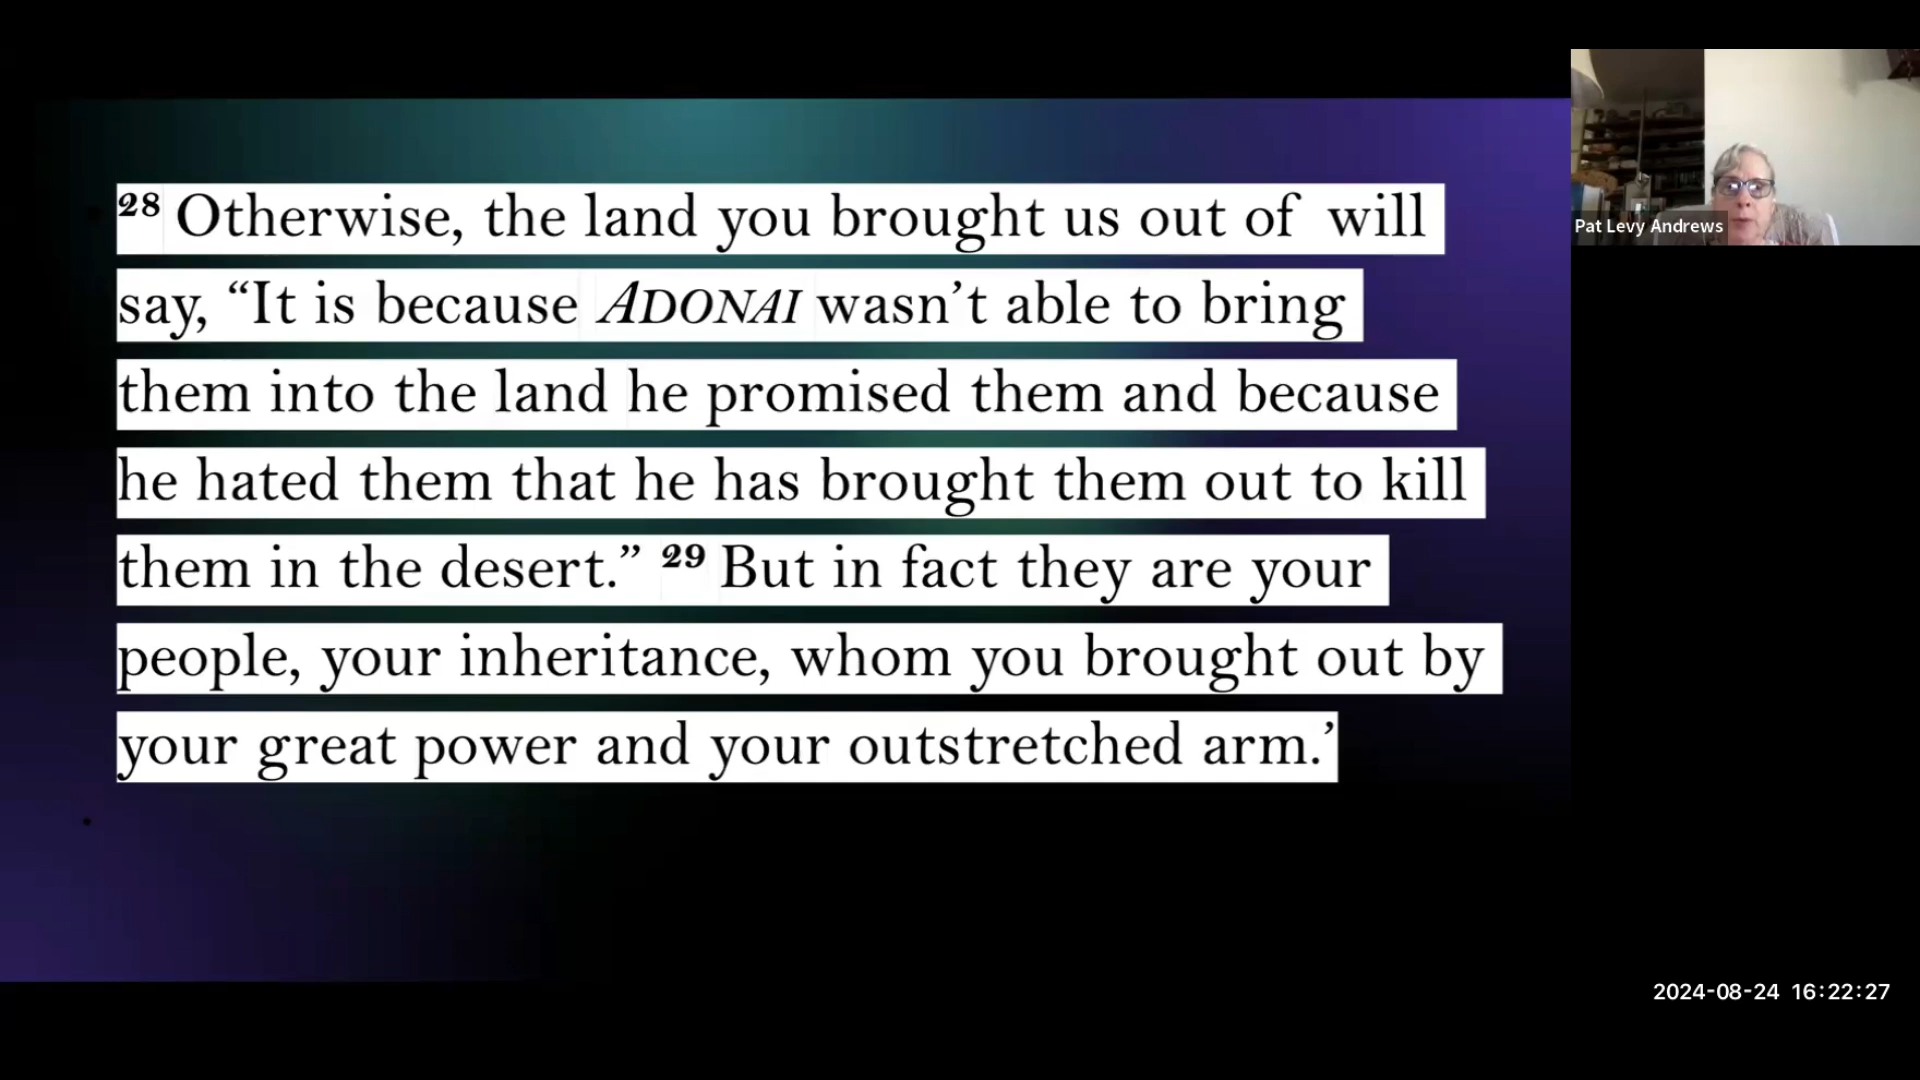 ²⁸ Otherwise, the land you brought us out of will
say, “It is because ADONAI wasn’t able to bring
them into the land he promised them and because
he hated them that he has brought them out to kill
them in the desert.” ²⁹ But in fact they are your
people, your inheritance, whom you brought out by
your great power and your outstretched arm.’
Pat Levy Andrews
2024-08-24 16:22:27